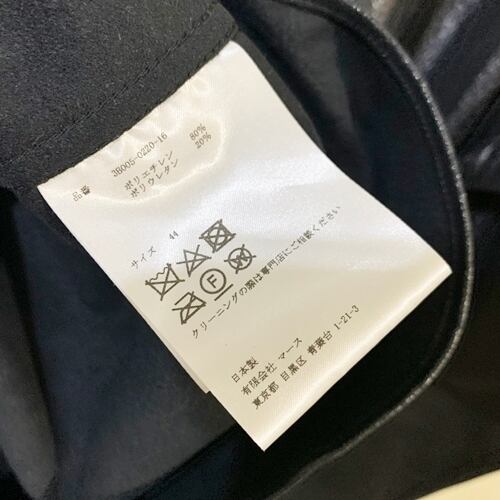 品番 3B005-0220-16
ポリエチレン 80%
ポリウレタン 20%
サイズ 44
クリーニングの際は専門店にご相談ください
日本製
有限会社 マース
東京都 目黒区 青葉台 1-21-3